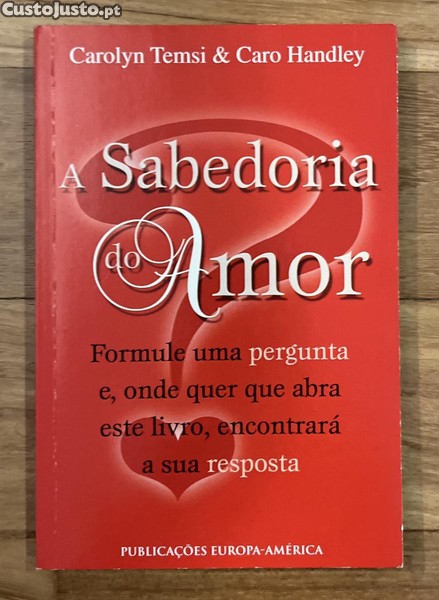 CustoJusto.pt
Carolyn Temsi & Caro Handley
A Sabedoria
do Amor
Formule uma pergunta
e, onde quer que abra
este livro, encontrará
a sua resposta
PUBLICAÇÕES EUROPA-AMÉRICA